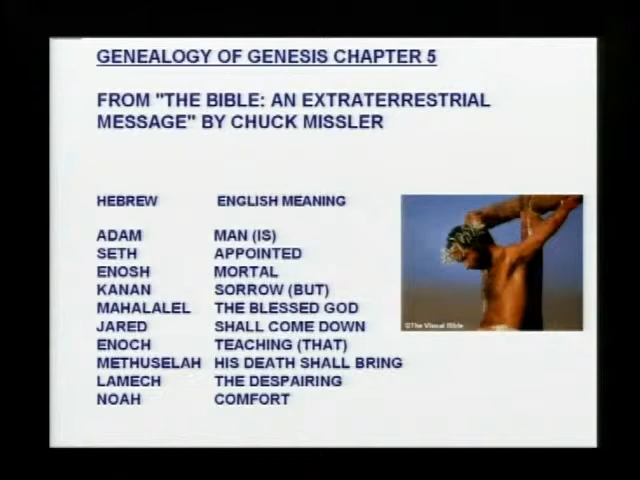 GENEALOGY OF GENESIS CHAPTER 5
FROM "THE BIBLE: AN EXTRATERRESTRIAL
MESSAGE" BY CHUCK MISSLER
HEBREW ENGLISH MEANING
ADAM MAN (IS)
SETH APPOINTED
ENOSH MORTAL
KANAN SORROW (BUT)
MAHALALEL THE BLESSED GOD
JARED SHALL COME DOWN
ENOCH TEACHING (THAT)
METHUSELAH HIS DEATH SHALL BRING
LAMECH THE DESPAIRING
NOAH COMFORT
©The Visual Bible